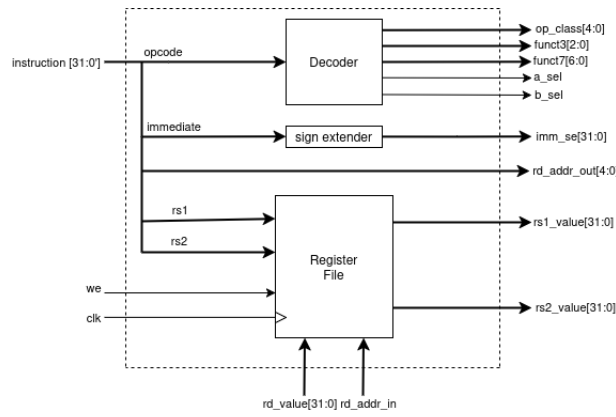 op_class[4:0]
opcode
funct3[2:0]
instruction [31:0']
Decoder
funct7[6:0]
a_sel
b_sel
immediate
sign extender
imm_se[31:0]
rd_addr_out[4:0
rs1
rs1_value[31:0]
rs2
Register
File
we
rs2_value[31:0]
clk
rd_value[31:0] rd_addr_in